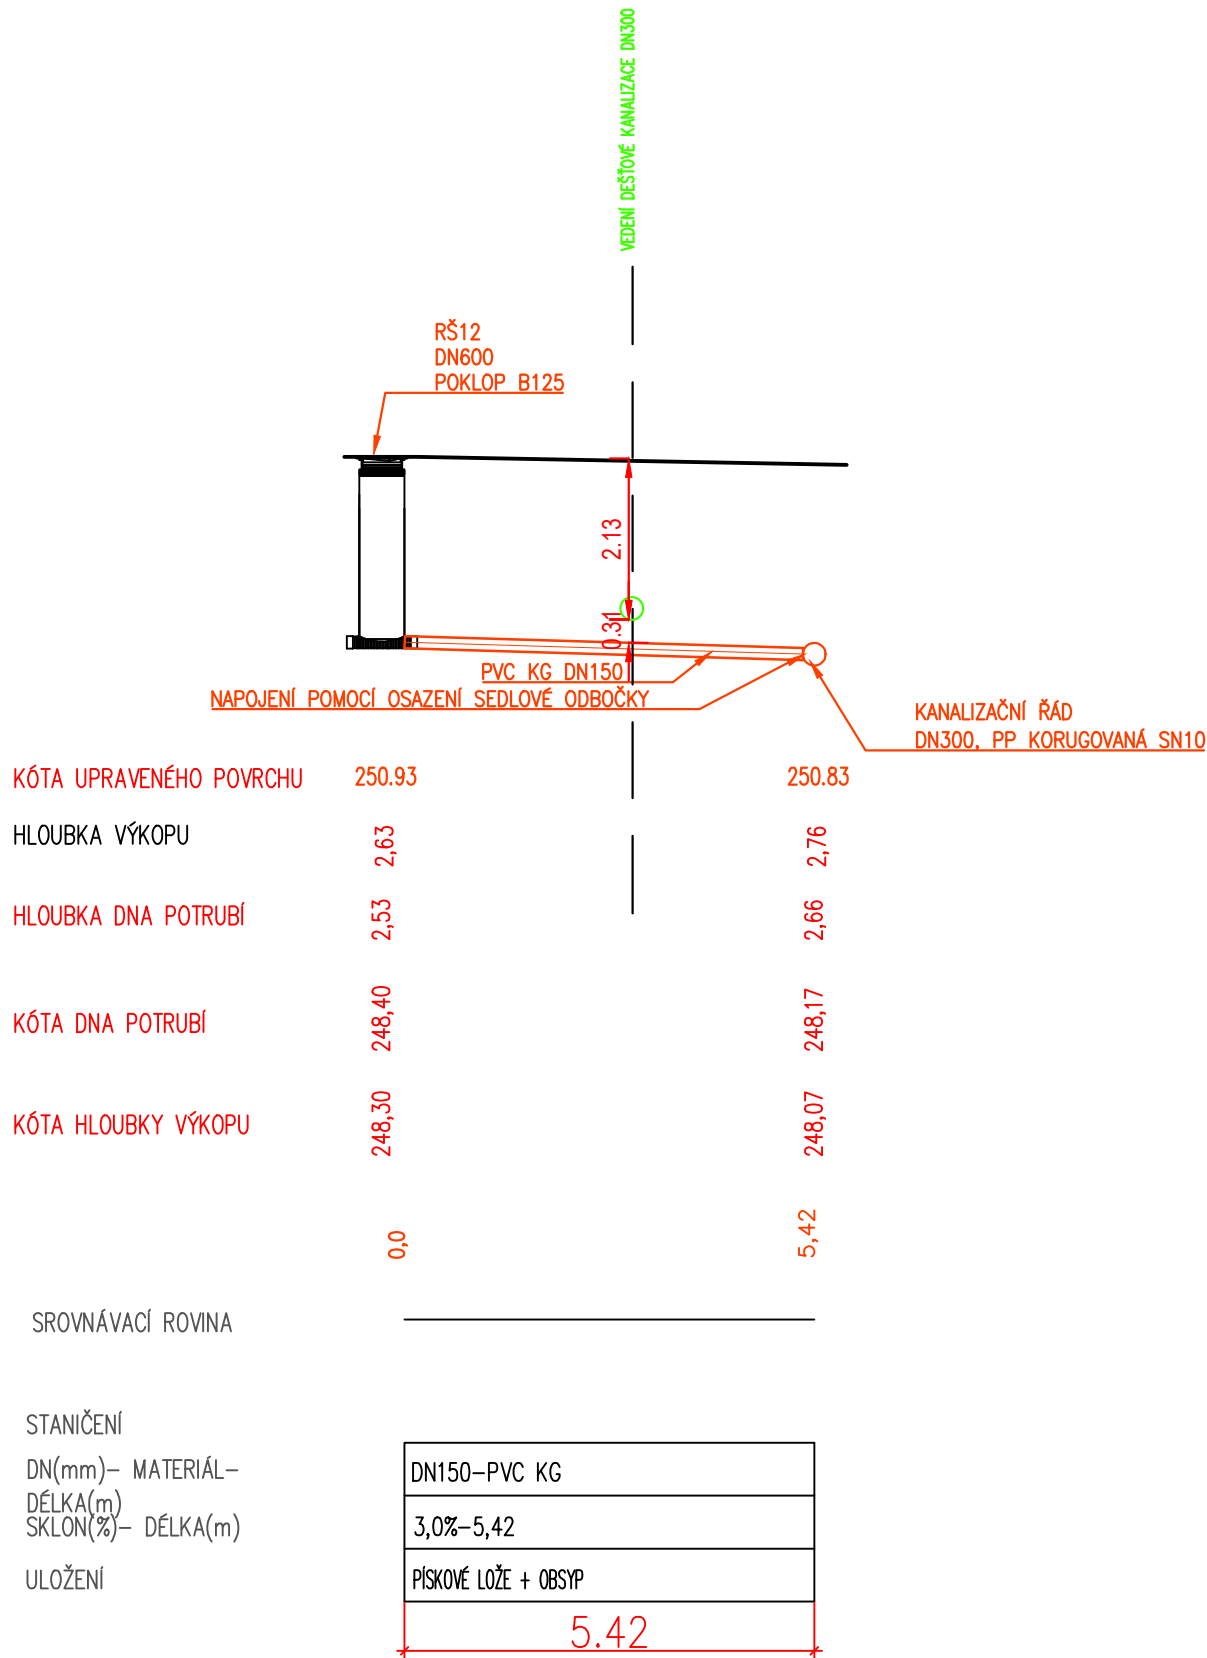 VEDENÍ DEŠŤOVÉ KANALIZACE DN300
RŠ12
DN600
POKLOP B125
2.13
0.31
PVC KG DN150
NAPOJENÍ POMOCÍ OSAZENÍ SEDLOVÉ ODBOČKY
KANALIZAČNÍ ŘÁD
DN300, PP KORUGOVANÁ SN10
KÓTA UPRAVENÉHO POVRCHU 250.93 250.83
HLOUBKA VÝKOPU 2,63 2,76
HLOUBKA DNA POTRUBÍ 2,53 2,66
KÓTA DNA POTRUBÍ 248,40 248,17
KÓTA HLOUBKY VÝKOPU 248,30 248,07
0,0 5,42
SROVNÁVACÍ ROVINA
STANIČENÍ
DN(mm)- MATERIÁL-
DÉLKA(m)
DN150-PVC KG
SKLON(%)- DÉLKA(m) 3,0%-5,42
ULOŽENÍ PÍSKOVÉ LOŽE + OBSYP
5.42